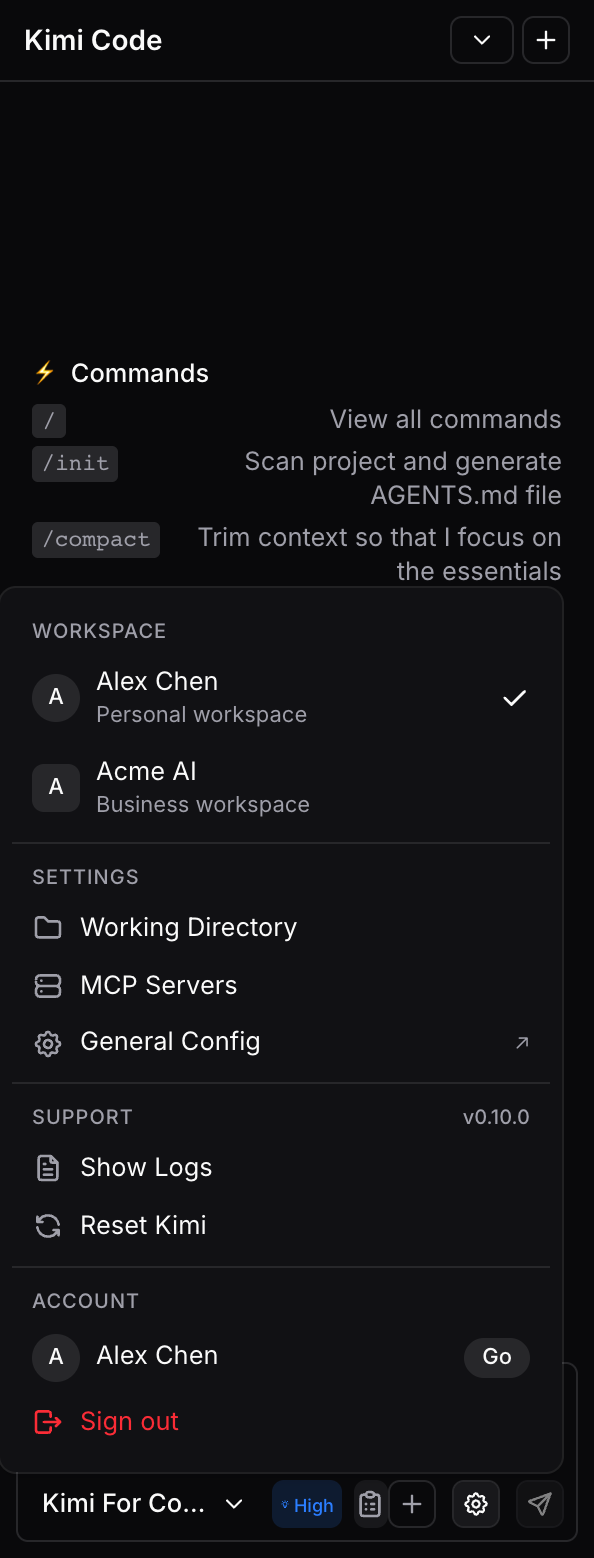 Kimi Code
⚡ Commands
/ View all commands
/init Scan project and generate
AGENTS.md file
/compact Trim context so that I focus on
the essentials
WORKSPACE
A Alex Chen
Personal workspace
A Acme AI
Business workspace
SETTINGS
Working Directory
MCP Servers
General Config
SUPPORT v0.10.0
Show Logs
Reset Kimi
ACCOUNT
A Alex Chen Go
Sign out
Kimi For Co... High